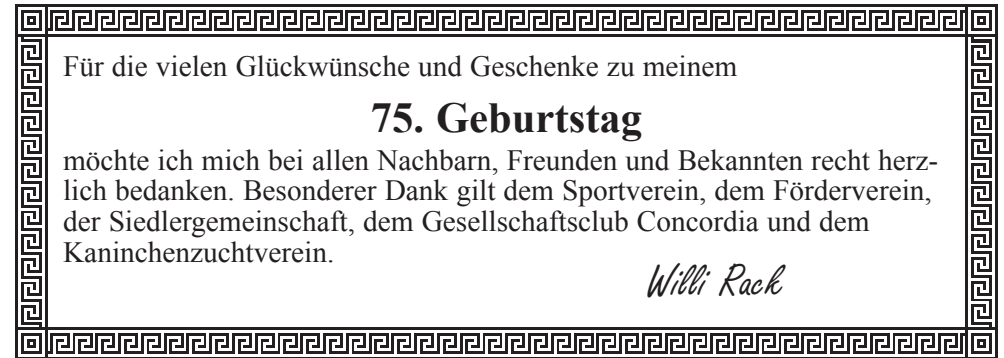 Für die vielen Glückwünsche und Geschenke zu meinem
75. Geburtstag
möchte ich mich bei allen Nachbarn, Freunden und Bekannten recht herz-
lich bedanken. Besonderer Dank gilt dem Sportverein, dem Förderverein,
der Siedlergemeinschaft, dem Gesellschaftsclub Concordia und dem
Kaninchenzuchtverein.
Willi Rack